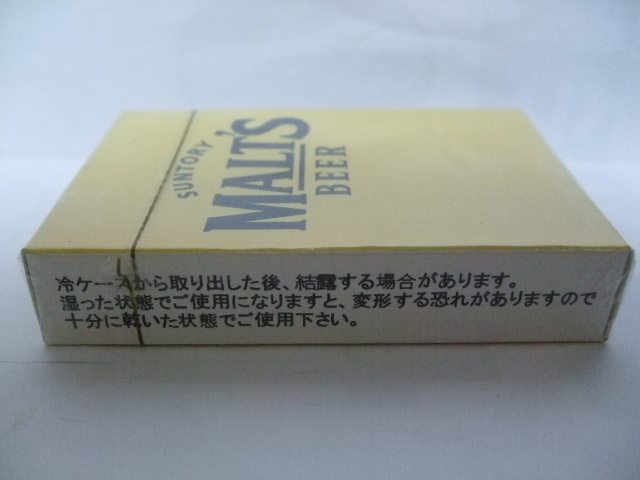 SUNTORY
MALT'S
BEER
冷ケースから取り出した後、結露する場合があります。
湿った状態でご使用になりますと、変形する恐れがありますので
十分に乾いた状態でご使用下さい。